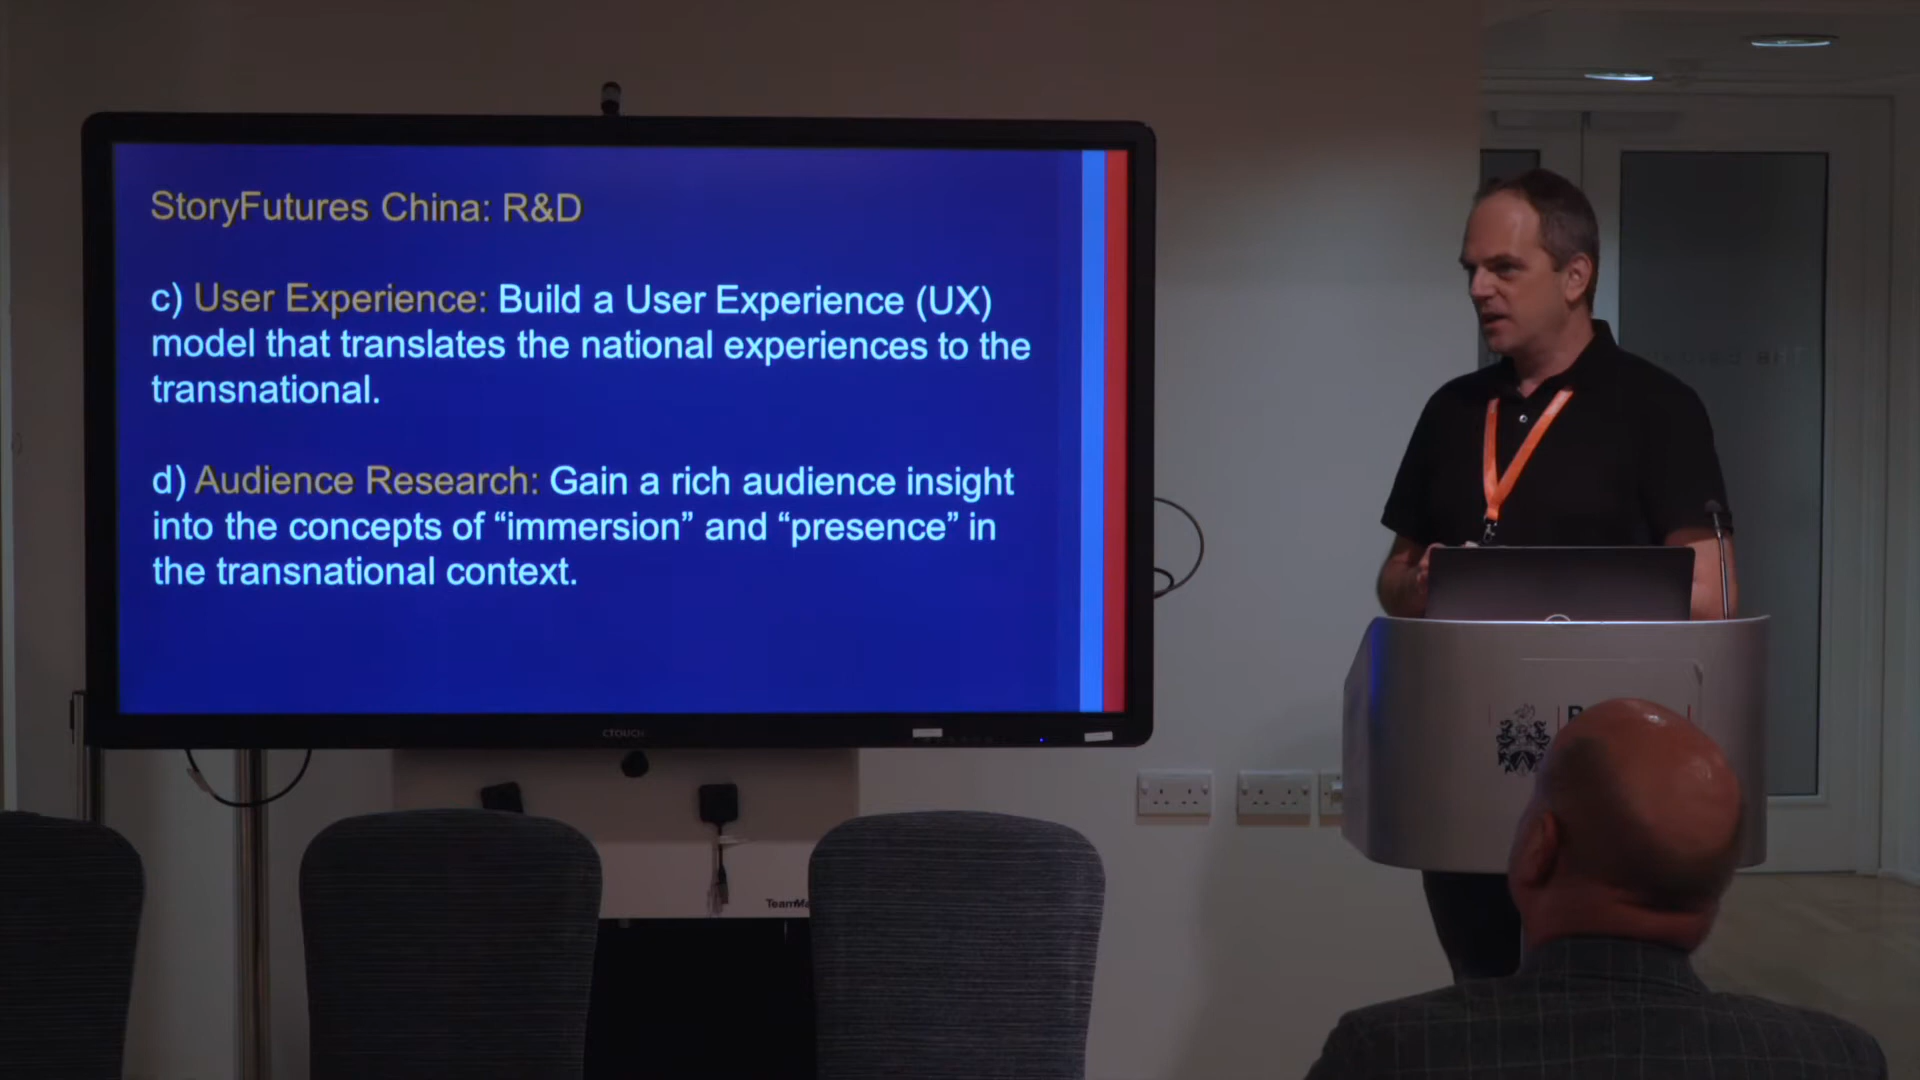 StoryFutures China: R&D
c) User Experience: Build a User Experience (UX)
model that translates the national experiences to the
transnational.
d) Audience Research: Gain a rich audience insight
into the concepts of “immersion” and “presence” in
the transnational context.
CTOUCH